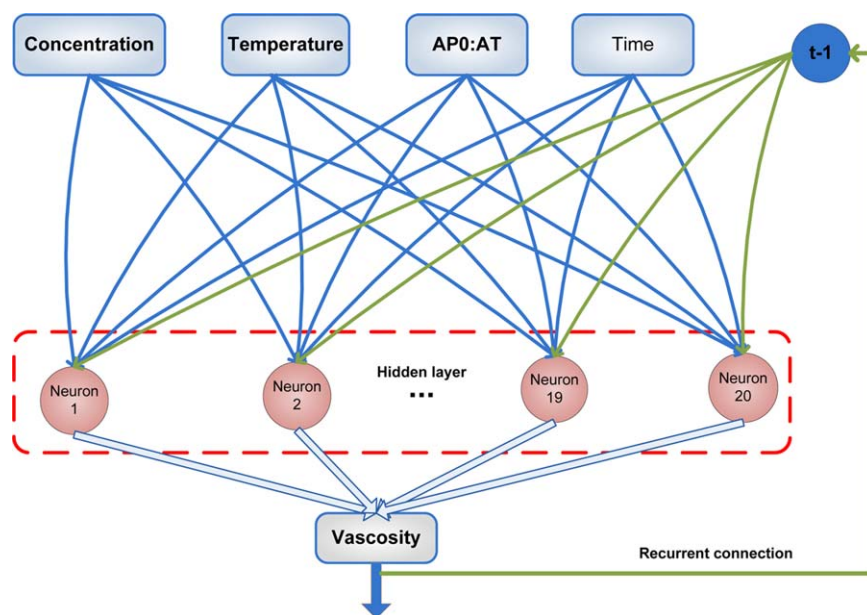 Concentration
Temperature
AP0:AT
Time
t-1
Hidden layer
...
Neuron
1
Neuron
2
Neuron
19
Neuron
20
Vascosity
Recurrent connection